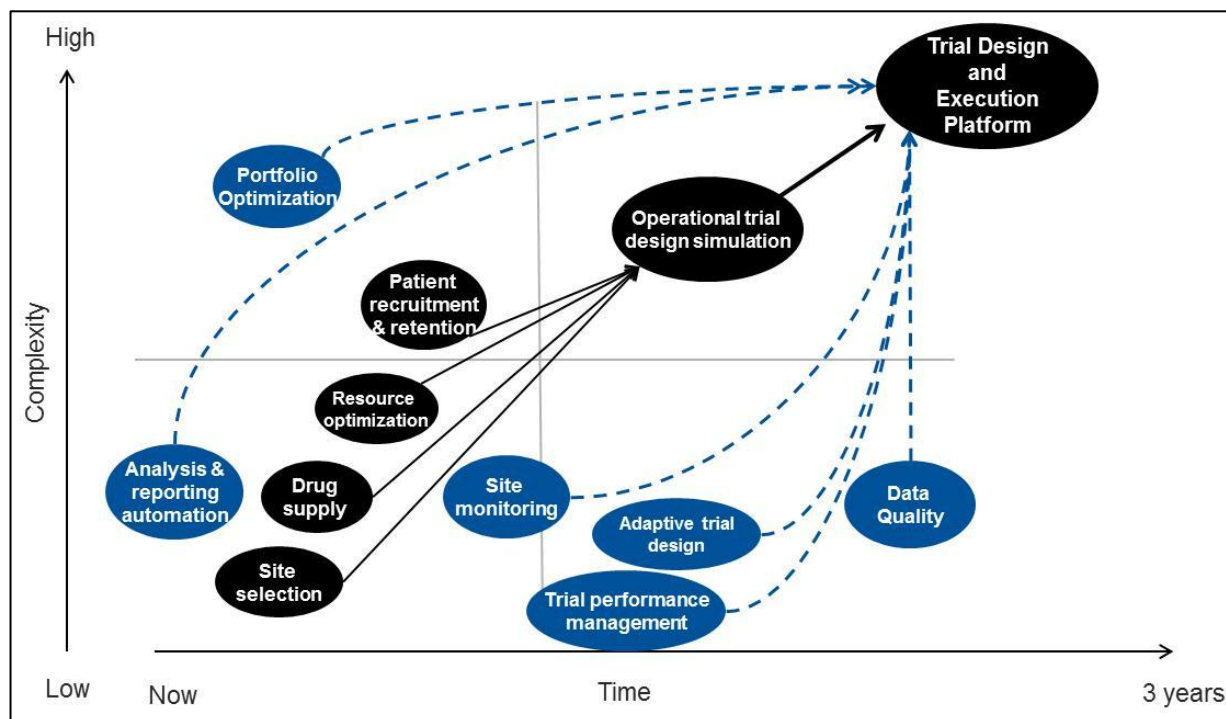 High
Trial Design
and
Execution
Platform
Portfolio
Optimization
Operational trial
design simulation
Patient
recruitment
& retention
Complexity
Resource
optimization
Analysis &
reporting
automation
Drug
supply
Site
monitoring
Adaptive trial
design
Data
Quality
Site
selection
Trial performance
management
Low
Now
Time
3 years